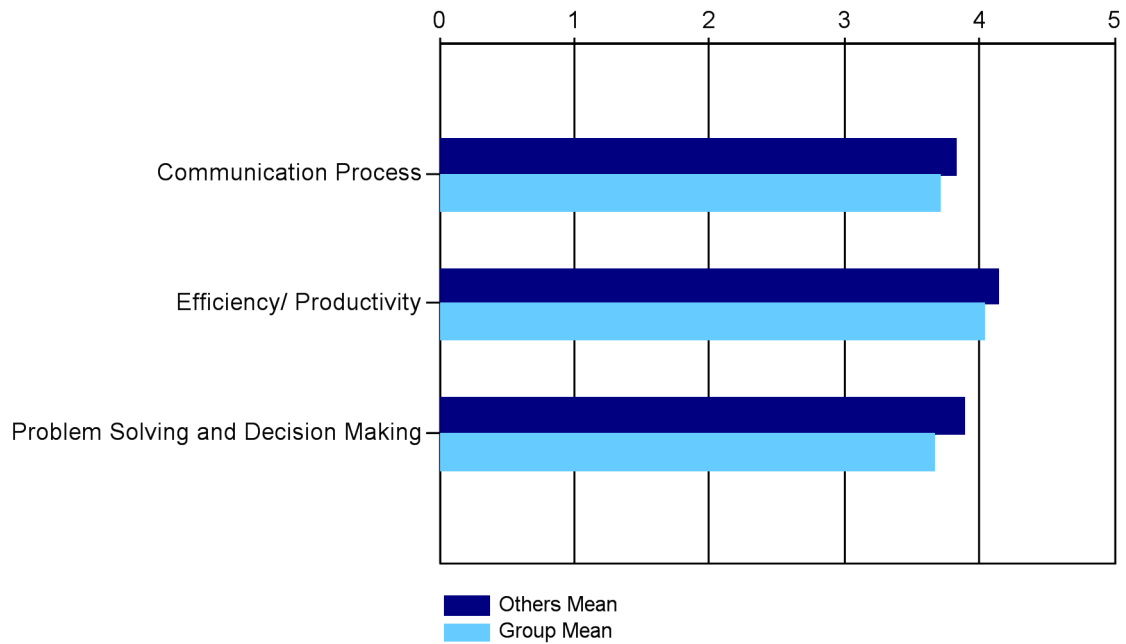 0 1 2 3 4 5
Communication Process
Efficiency/ Productivity
Problem Solving and Decision Making
Others Mean
Group Mean